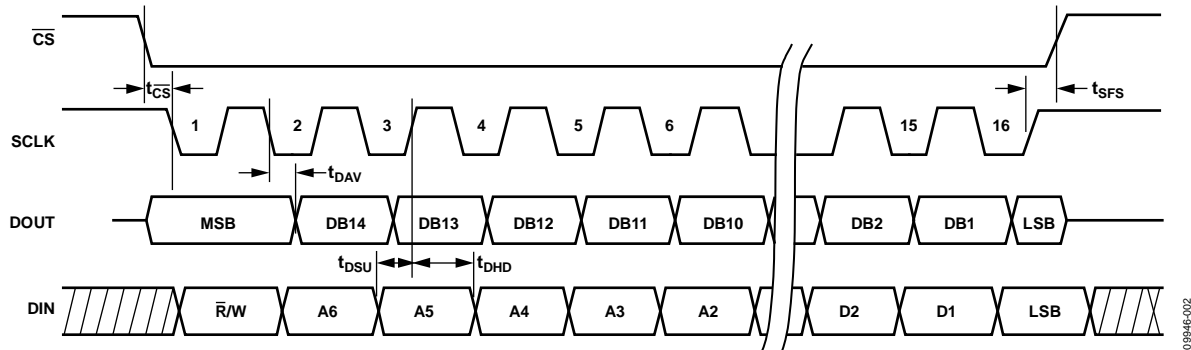 CS
tCS
tSFS
SCLK
1 2 3 4 5 6 15 16
tDAV
DOUT
MSB DB14 DB13 DB12 DB11 DB10 DB2 DB1 LSB
tDSU tDHD
DIN
R/W A6 A5 A4 A3 A2 D2 D1 LSB
09946-002